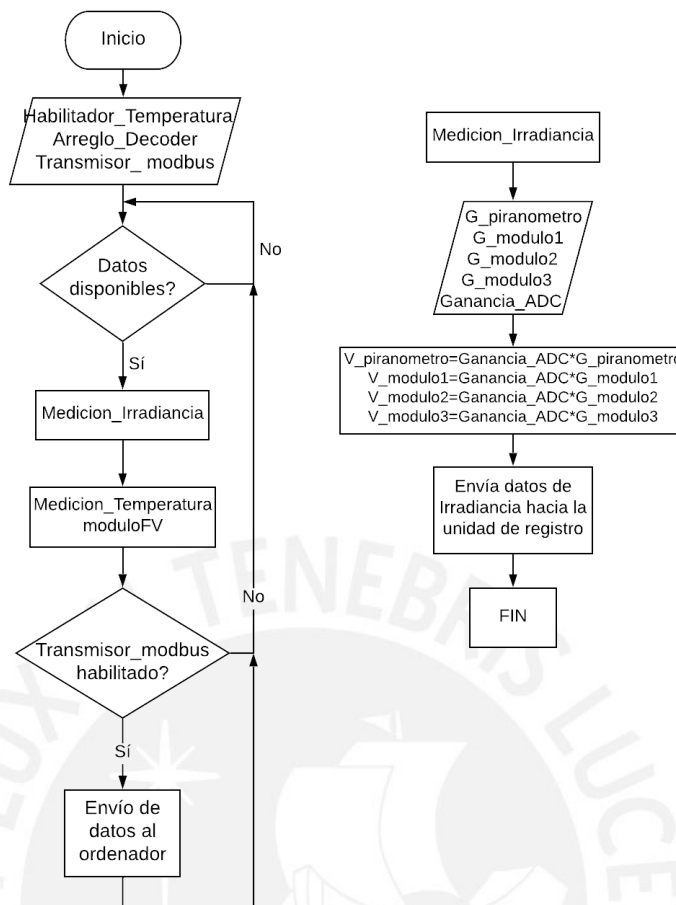 Inicio
Habilitador_Temperatura
Arreglo_Decoder
Transmisor_ modbus
No
Datos
disponibles?
Sí
Medicion_Irradiancia
Medicion_Temperatura
moduloFV
No
Transmisor_modbus
habilitado?
Sí
Envío de
datos al
ordenador
Medicion_Irradiancia
G_piranometro
G_modulo1
G_modulo2
G_modulo3
Ganancia_ADC
V_piranometro=Ganancia_ADC*G_piranometro
V_modulo1=Ganancia_ADC*G_modulo1
V_modulo2=Ganancia_ADC*G_modulo2
V_modulo3=Ganancia_ADC*G_modulo3
Envía datos de
Irradiancia hacia la
unidad de registro
FIN
TENEBRIS LUCE